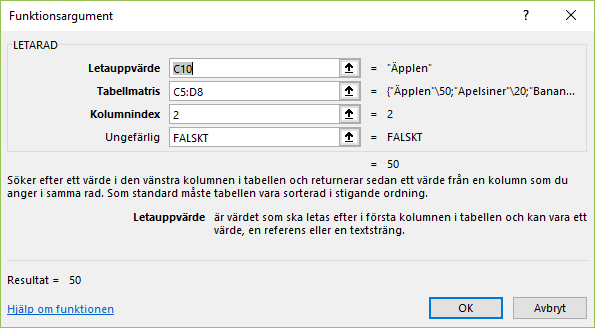 Funktionsargument ? ×
LETARAD
Letauppvärde C10 = "Äpplen"
Tabellmatris C5:D8 = {"Äpplen"\50;"Apelsiner"\20;"Banan...
Kolumnindex 2 = 2
Ungefärlig FALSKT = FALSKT
= 50
Söker efter ett värde i den vänstra kolumnen i tabellen och returnerar sedan ett värde från en kolumn som du
anger i samma rad. Som standard måste tabellen vara sorterad i stigande ordning.
Letauppvärde är värdet som ska letas efter i första kolumnen i tabellen och kan vara ett
värde, en referens eller en textsträng.
Resultat = 50
Hjälp om funktionen OK Avbryt